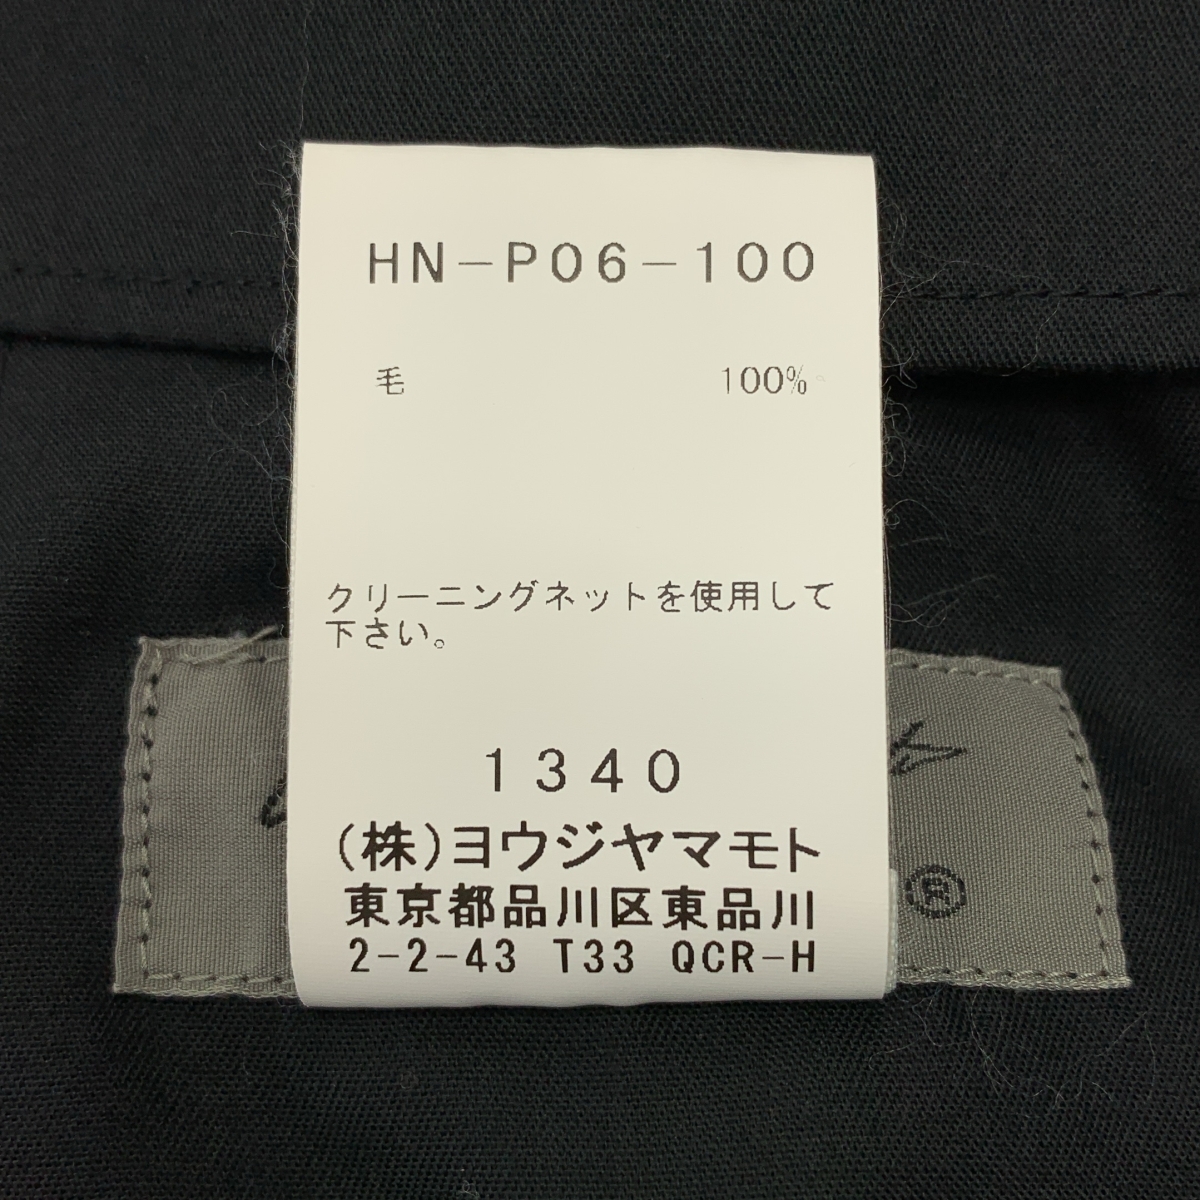 HN-P06-100
毛 100%
クリーニングネットを使用して
下さい。
1340
(株)ヨウジヤマモト
東京都品川区東品川
2-2-43 T33 QCR-H
®